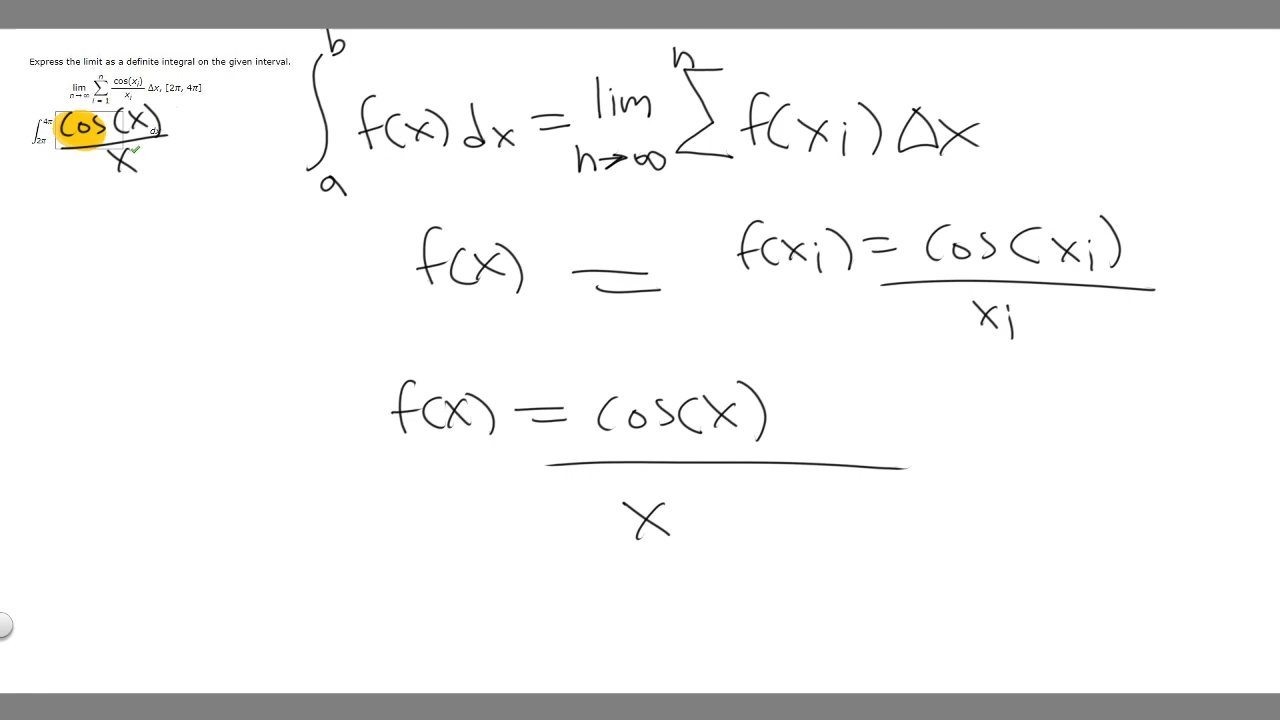 Express the limit as a definite integral on the given interval.
lim n→∞ n ∑ i = 1 cos(xᵢ) / xᵢ Δx, [2π, 4π]
∫ 4π 2π cos(x) / x dx
∫ b a f(x) dx = lim n→∞ n ∑ f(xᵢ) Δx
f(x) = f(xᵢ) = cos(xᵢ) / xᵢ
f(x) = cos(x) / x